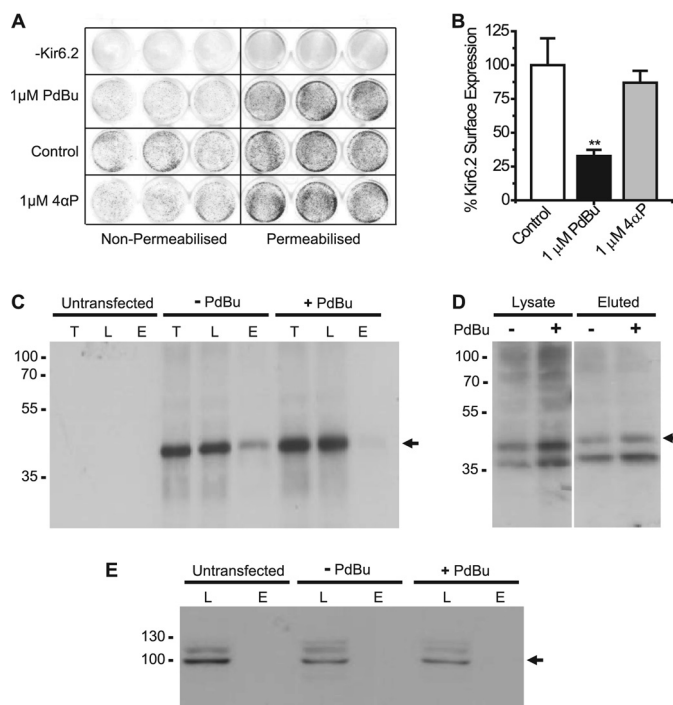 A
-Kir6.2
1µM PdBu
Control
1µM 4αP
Non-Permeabilised Permeabilised
B
% Kir6.2 Surface Expression
125
100
75
50
25
0
**
Control
1 µM PdBu
1 µM 4αP
C
Untransfected - PdBu + PdBu
T L E T L E T L E
100
70
55
35
D
Lysate Eluted
PdBu - + - +
100
70
55
35
E
Untransfected - PdBu + PdBu
L E L E L E
130
100